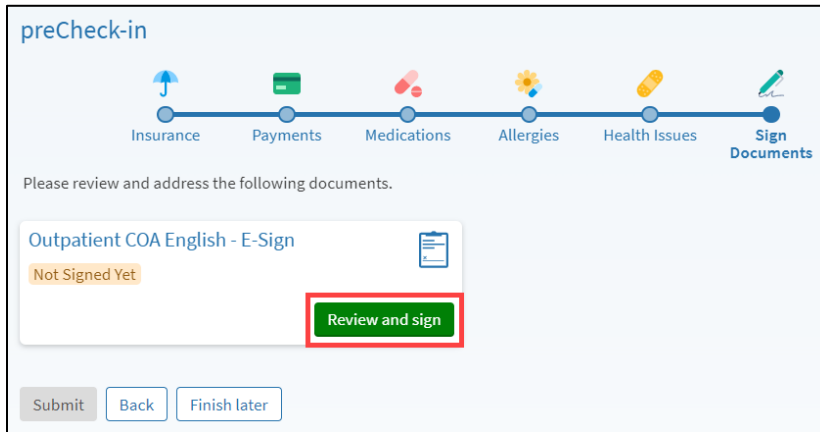 preCheck-in
Insurance
Payments
Medications
Allergies
Health Issues
Sign
Documents
Please review and address the following documents.
Outpatient COA English - E-Sign
Not Signed Yet
Review and sign
Submit
Back
Finish later